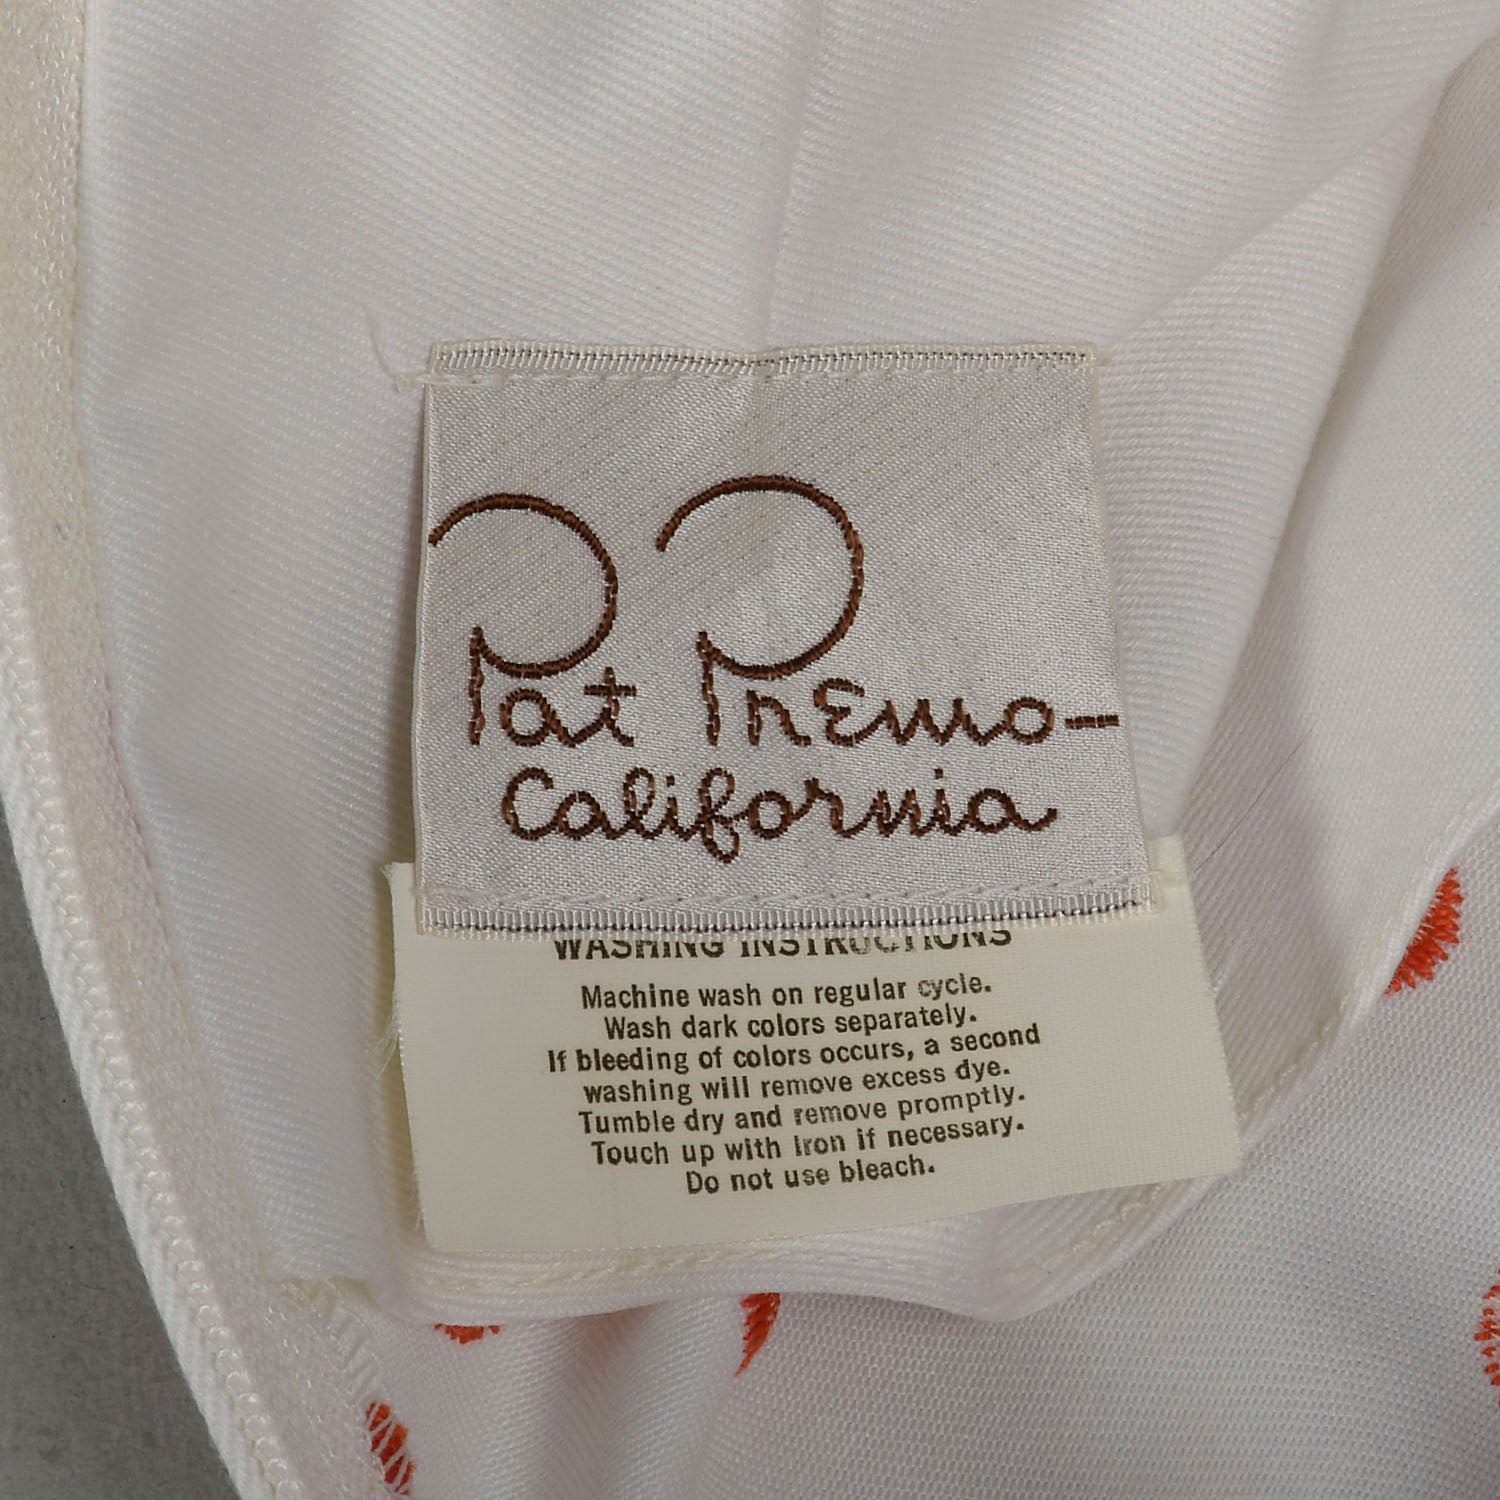 Pat Premo-
California
WASHING INSTRUCTIONS
Machine wash on regular cycle.
Wash dark colors separately.
If bleeding of colors occurs, a second
washing will remove excess dye.
Tumble dry and remove promptly.
Touch up with iron if necessary.
Do not use bleach.